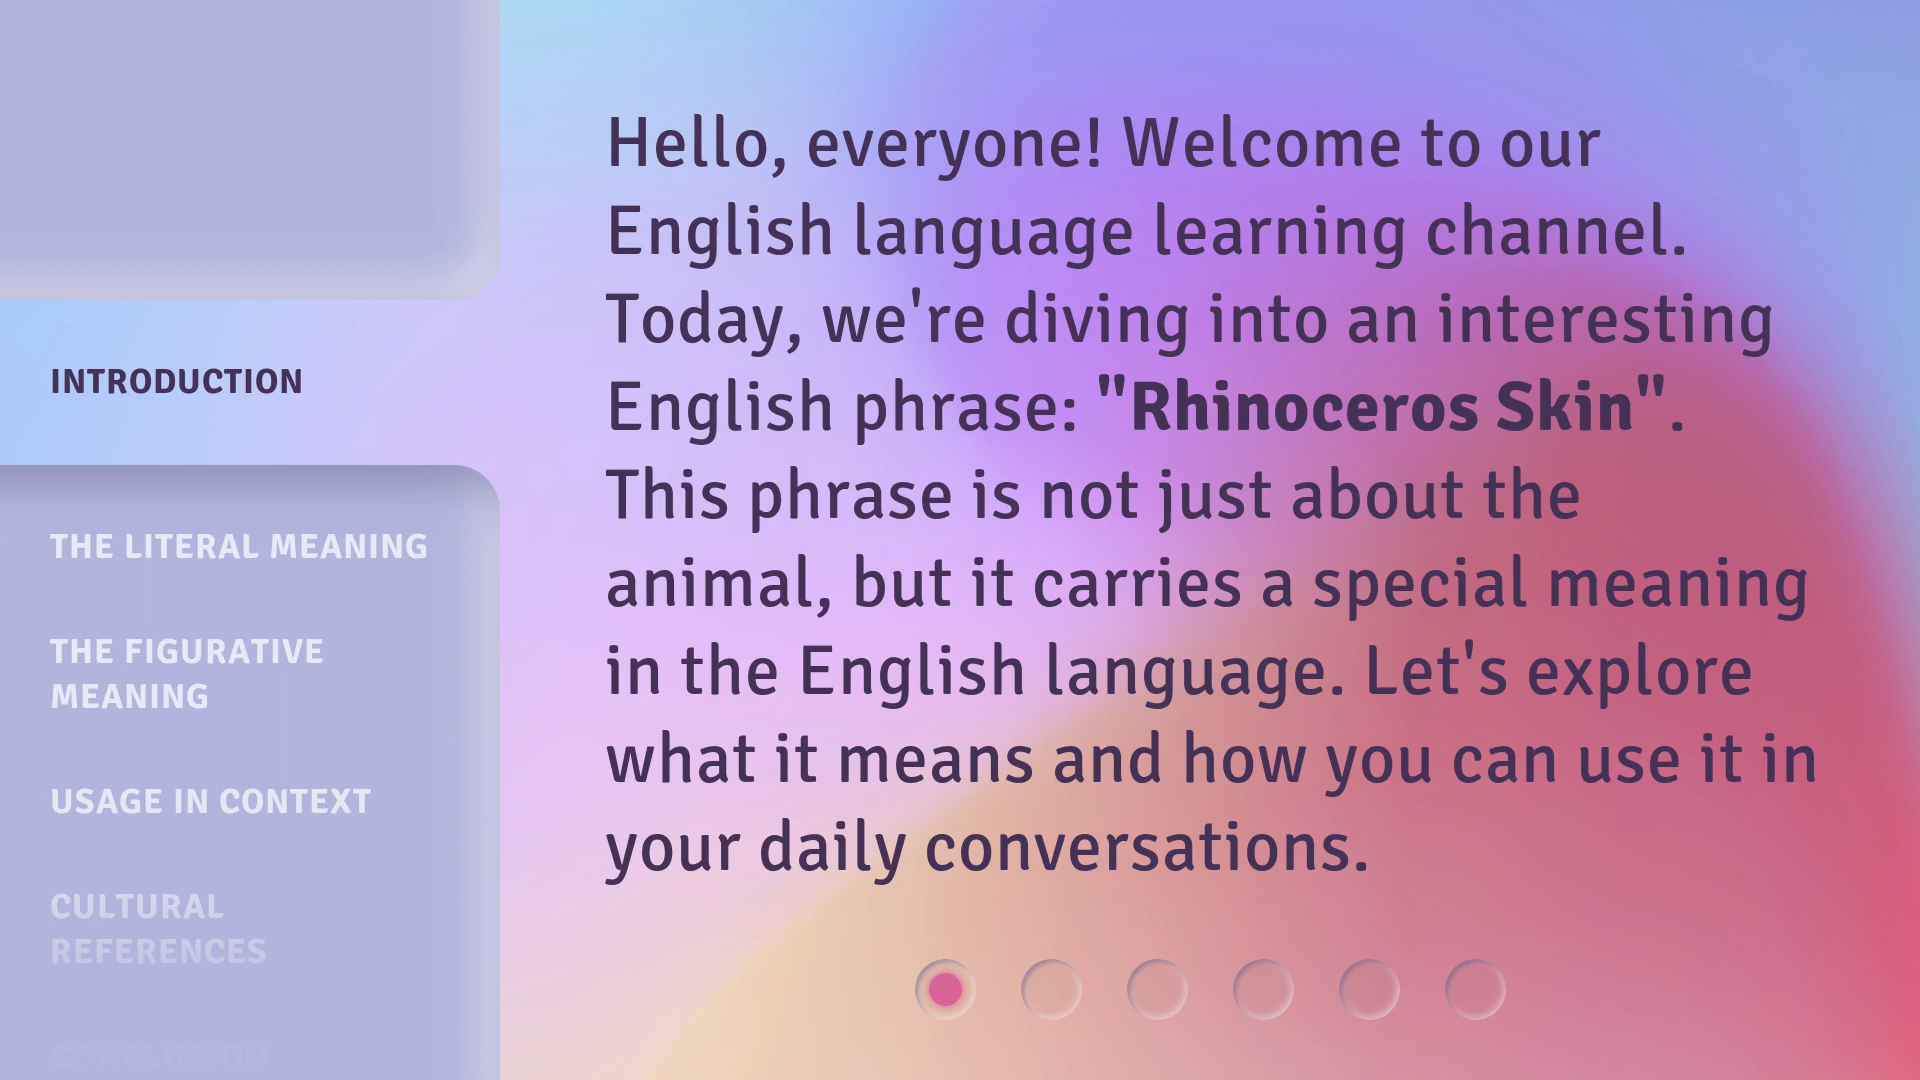 INTRODUCTION
THE LITERAL MEANING
THE FIGURATIVE
MEANING
USAGE IN CONTEXT
CULTURAL
REFERENCES
CONCLUSION
Hello, everyone! Welcome to our
English language learning channel.
Today, we're diving into an interesting
English phrase: "Rhinoceros Skin".
This phrase is not just about the
animal, but it carries a special meaning
in the English language. Let's explore
what it means and how you can use it in
your daily conversations.